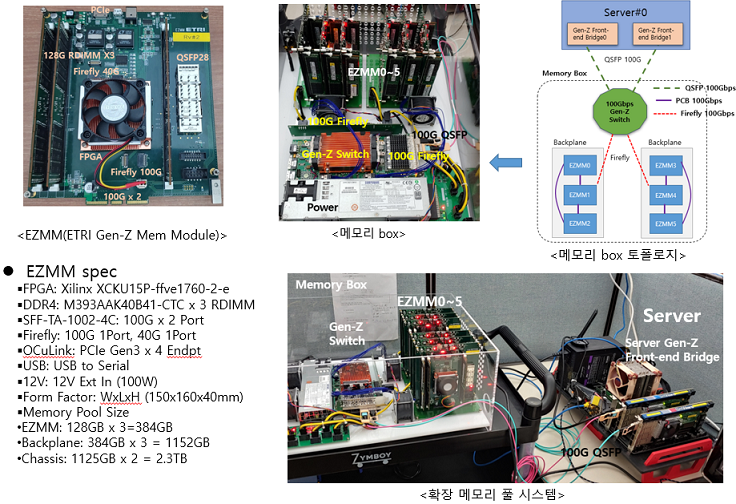 PCIe
EZMM ETRI
Rv#2
128G RDIMM X3
QSFP28
Firefly 40G
FPGA
Firefly 100G
100G x 2
<EZMM(ETRI Gen-Z Mem Module)>
EZMM0~5
100G Firefly
100G QSFP
Gen-Z Switch
100G Firefly
Power
<메모리 box>
Server#0
Gen-Z Front-
end Bridge0
Gen-Z Front-
end Bridge1
QSFP 100G
Memory Box
QSFP 100Gbps
PCB 100Gbps
Firefly 100Gbps
100Gbps
Gen-Z
Switch
Backplane
Backplane
Firefly
EZMM0
EZMM1
EZMM2
EZMM3
EZMM4
EZMM5
<메모리 box 토폴로지>
● EZMM spec
▪FPGA: Xilinx XCKU15P-ffve1760-2-e
▪DDR4: M393AAK40B41-CTC x 3 RDIMM
▪SFF-TA-1002-4C: 100G x 2 Port
▪Firefly: 100G 1Port, 40G 1Port
▪OCuLink: PCIe Gen3 x 4 Endpt
▪USB: USB to Serial
▪12V: 12V Ext In (100W)
▪Form Factor: WxLxH (150x160x40mm)
▪Memory Pool Size
•EZMM: 128GB x 3=384GB
•Backplane: 384GB x 3 = 1152GB
•Chassis: 1125GB x 2 = 2.3TB
Memory Box
EZMM0~5
Gen-Z
Switch
Server
Server Gen-Z
Front-end Bridge
100G QSFP
ZYMBOY
<확장 메모리 풀 시스템>